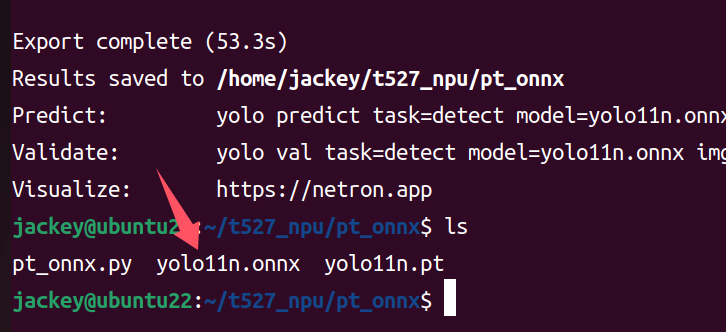 Export complete (53.3s)
Results saved to /home/jackey/t527_npu/pt_onnx
Predict: yolo predict task=detect model=yolo11n.onnx
Validate: yolo val task=detect model=yolo11n.onnx img
Visualize: https://netron.app
jackey@ubuntu22:~/t527_npu/pt_onnx$ ls
pt_onnx.py yolo11n.onnx yolo11n.pt
jackey@ubuntu22:~/t527_npu/pt_onnx$